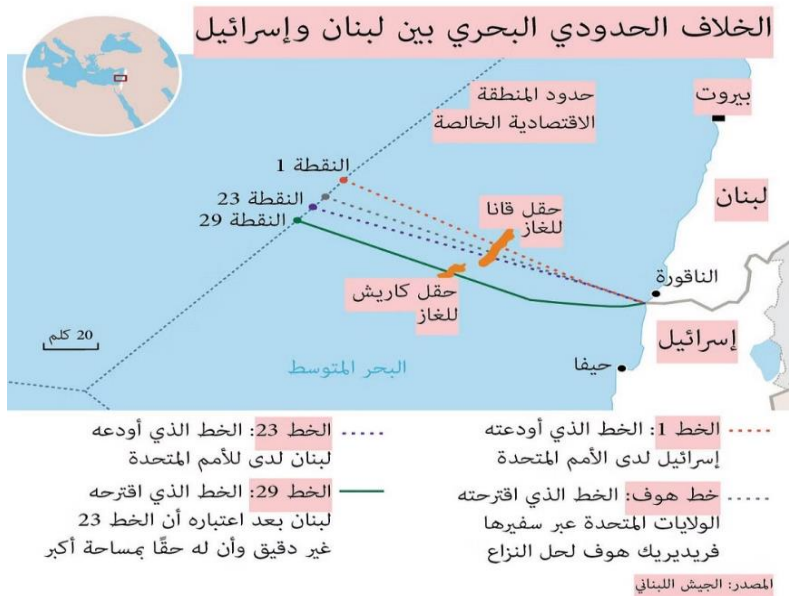 الخلاف الحدودي البحري بين لبنان وإسرائيل
حدود المنطقة
الاقتصادية الخالصة
بيروت
لبنان
النقطة 1
النقطة 23
النقطة 29
حقل قانا
للغاز
حقل كاريش
للغاز
الناقورة
إسرائيل
حيفا
20 كلم
البحر المتوسط
الخط 1: الخط الذي أودعته
إسرائيل لدى الأمم المتحدة
خط هوف: الخط الذي اقترحته
الولايات المتحدة عبر سفيرها
فريديريك هوف لحل النزاع
الخط 23: الخط الذي أودعه
لبنان لدى للأمم المتحدة
الخط 29: الخط الذي اقترحه
لبنان بعد اعتباره أن الخط 23
غير دقيق وأن له حقًا بمساحة أكبر
المصدر: الجيش اللبناني